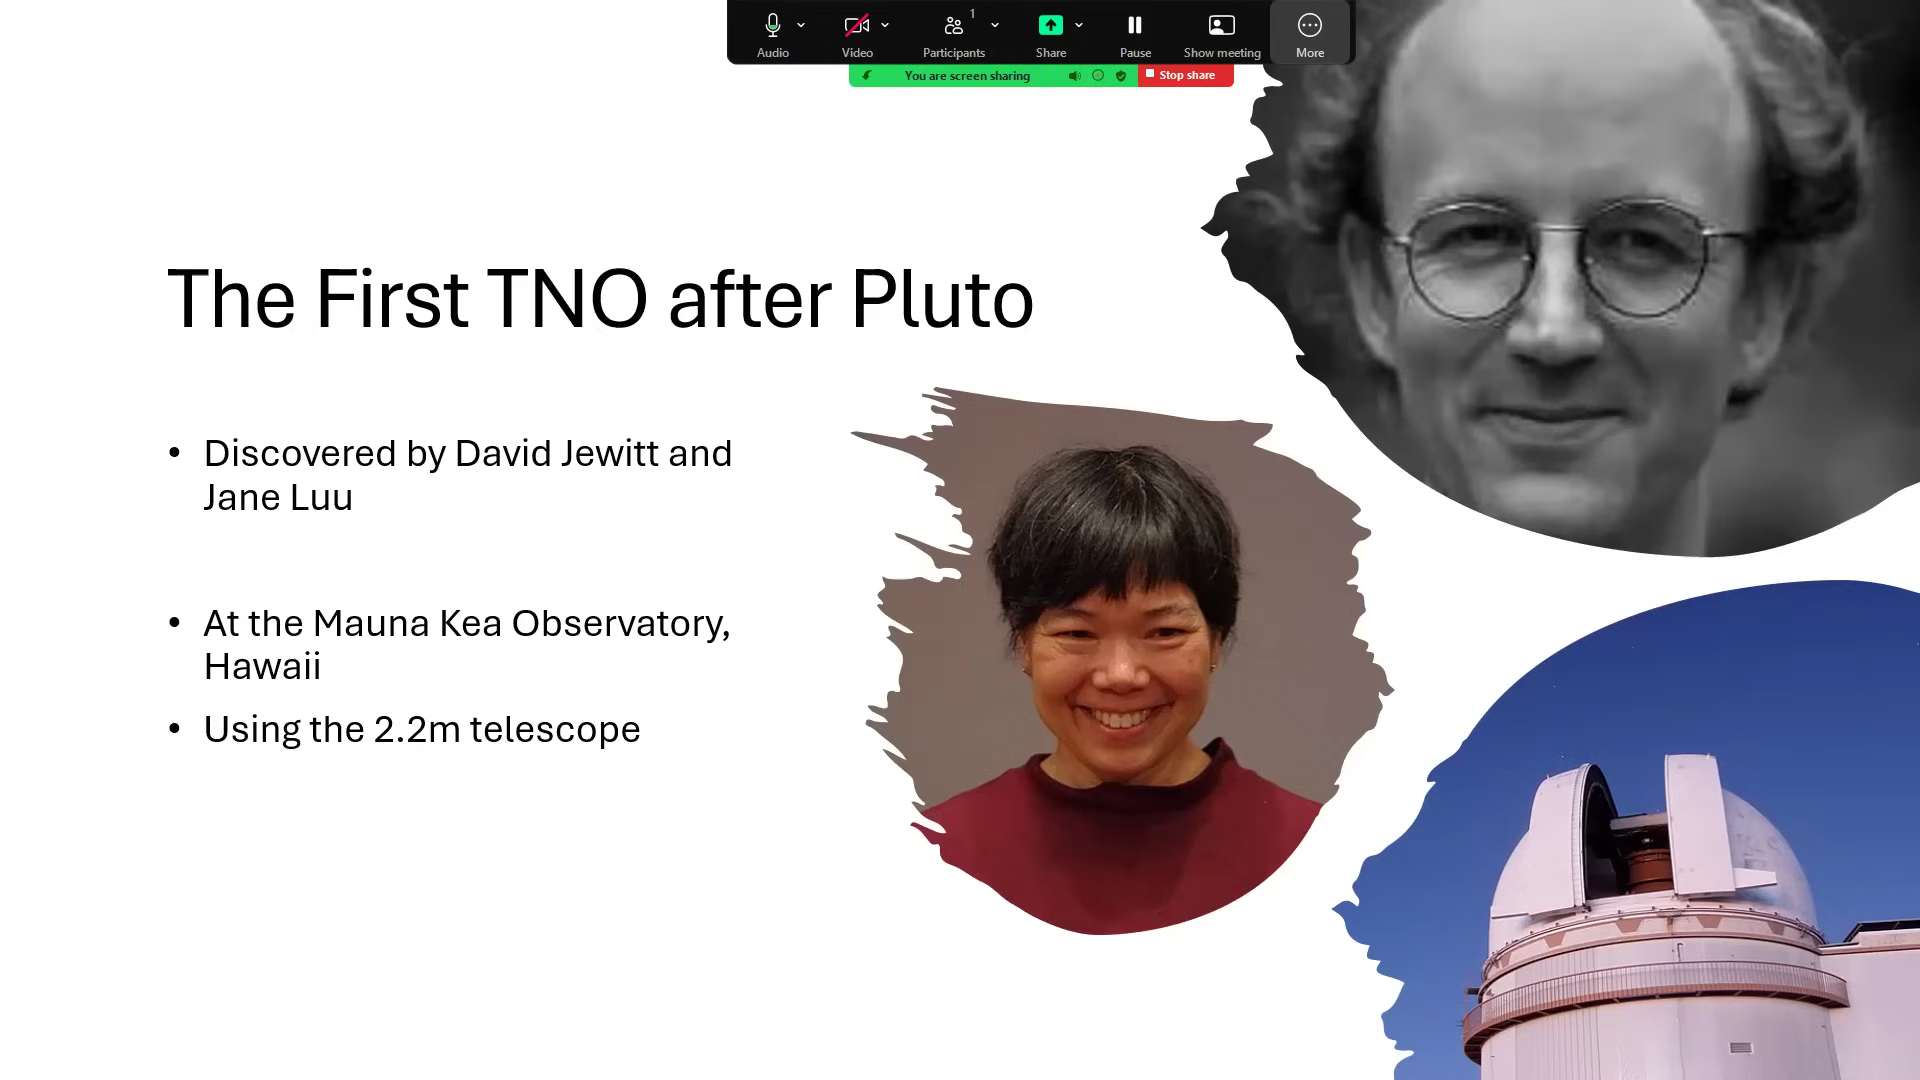 1
Audio
Video
Participants
Share
Pause
Show meeting
More
You are screen sharing
Stop share
The First TNO after Pluto
• Discovered by David Jewitt and
Jane Luu
• At the Mauna Kea Observatory,
Hawaii
• Using the 2.2m telescope